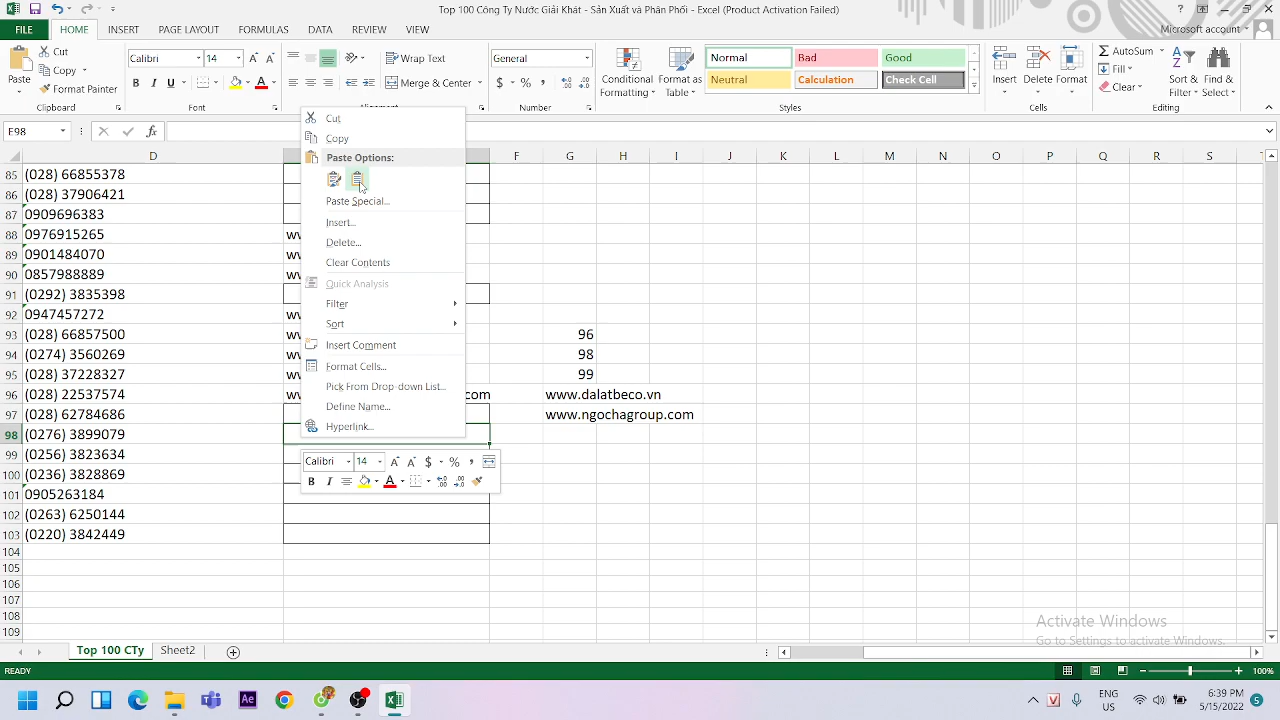 Top 100 Công Ty Nước Giải Khát - Sản Xuất và Phân Phối - Excel (Product Activation Failed)
FILE HOME INSERT PAGE LAYOUT FORMULAS DATA REVIEW VIEW Microsoft account
Paste Cut Copy Format Painter
Calibri 14 Wrap Text Merge & Center
General
Conditional Formatting Format as Table
Normal Bad Good
Neutral Calculation Check Cell
Insert Delete Format
AutoSum Fill Clear
Sort & Filter Find & Select
Clipboard Font Alignment Number Styles Cells Editing
E98
D F G H I J K L M N O P Q R S
85 (028) 66855378
86 (028) 37906421
87 0909696383
88 0976915265
89 0901484070
90 0857988889
91 (0292) 3835398
92 0947457272
93 (028) 66857500 96
94 (0274) 3560269 98
95 (028) 37228327 99
96 (028) 22537574 com www.dalatbeco.vn
97 (028) 62784686 www.ngochagroup.com
98 (0276) 3899079
99 (0256) 3823634
100 (0236) 3828869
101 0905263184
102 (0263) 6250144
103 (0220) 3842449
104
105
106
107
108
109
Cut
Copy
Paste Options:
Paste Special...
Insert...
Delete...
Clear Contents
Quick Analysis
Filter
Sort
Insert Comment
Format Cells...
Pick From Drop-down List...
Define Name...
Hyperlink...
Calibri 14 A A $ % ,
B I A
Activate Windows
Go to Settings to activate Windows.
Top 100 CTy Sheet2
READY 100%
ENG 6:39 PM
US 5/15/2022